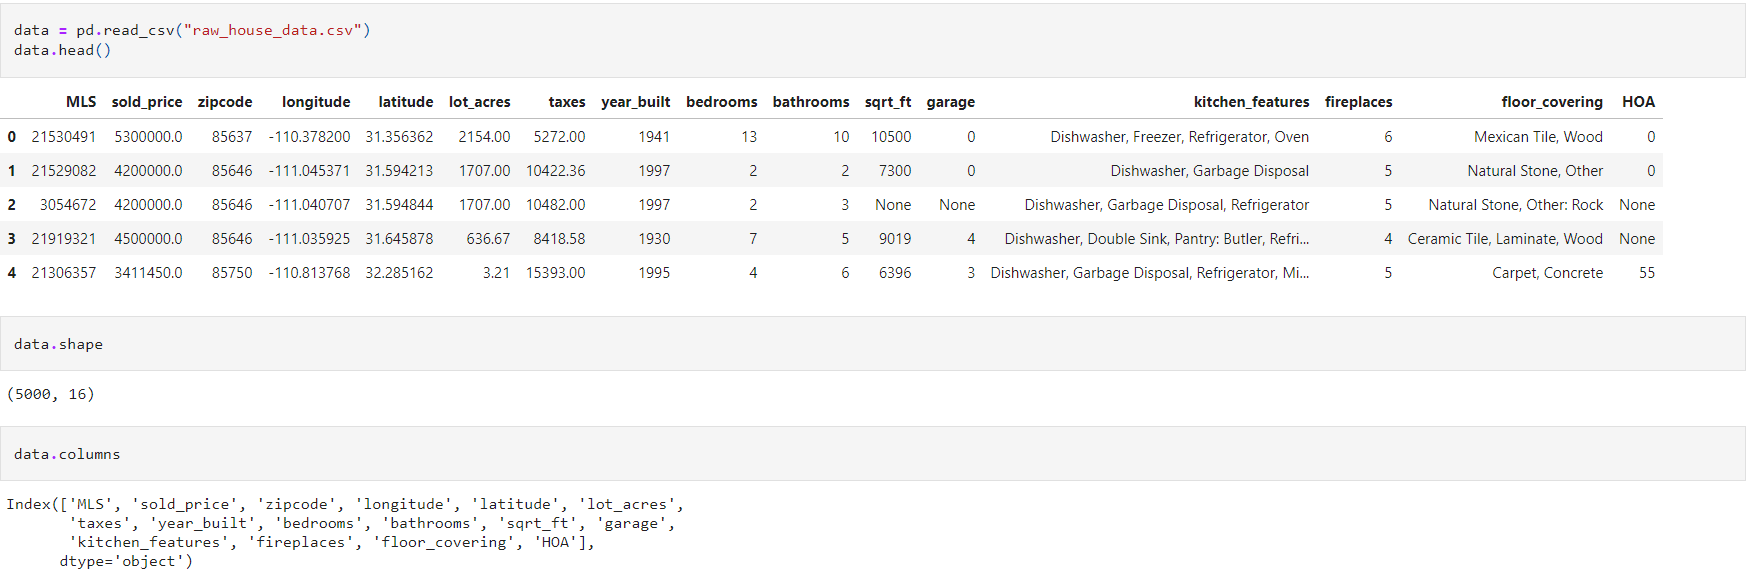 data = pd.read_csv("raw_house_data.csv")
data.head()
MLS sold_price zipcode longitude latitude lot_acres taxes year_built bedrooms bathrooms sqrt_ft garage kitchen_features fireplaces floor_covering HOA
0 21530491 5300000.0 85637 -110.378200 31.356362 2154.00 5272.00 1941 13 10 10500 0 Dishwasher, Freezer, Refrigerator, Oven 6 Mexican Tile, Wood 0
1 21529082 4200000.0 85646 -111.045371 31.594213 1707.00 10422.36 1997 2 2 7300 0 Dishwasher, Garbage Disposal 5 Natural Stone, Other 0
2 3054672 4200000.0 85646 -111.040707 31.594844 1707.00 10482.00 1997 2 3 None None Dishwasher, Garbage Disposal, Refrigerator 5 Natural Stone, Other: Rock None
3 21919321 4500000.0 85646 -111.035925 31.645878 636.67 8418.58 1930 7 5 9019 4 Dishwasher, Double Sink, Pantry: Butler, Refri... 4 Ceramic Tile, Laminate, Wood None
4 21306357 3411450.0 85750 -110.813768 32.285162 3.21 15393.00 1995 4 6 6396 3 Dishwasher, Garbage Disposal, Refrigerator, Mi... 5 Carpet, Concrete 55
data.shape
(5000, 16)
data.columns
Index(['MLS', 'sold_price', 'zipcode', 'longitude', 'latitude', 'lot_acres',
'taxes', 'year_built', 'bedrooms', 'bathrooms', 'sqrt_ft', 'garage',
'kitchen_features', 'fireplaces', 'floor_covering', 'HOA'],
dtype='object')